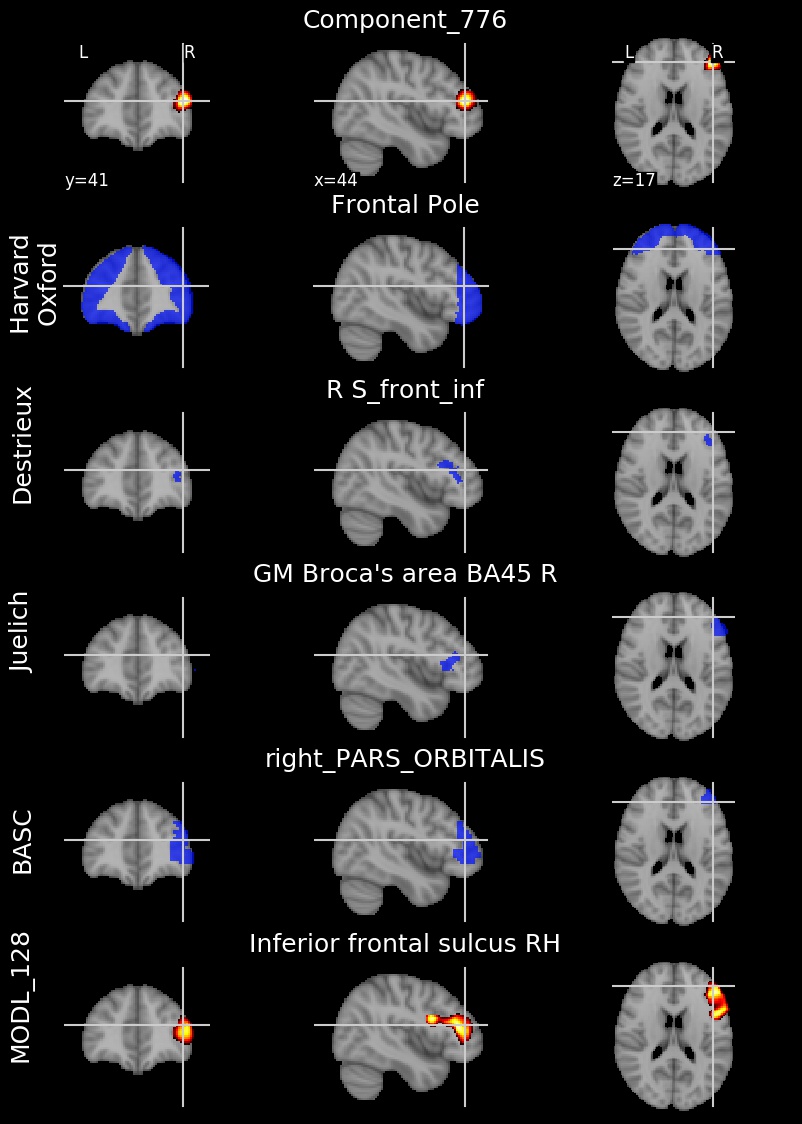 Component_776
L R
L R
y=41 x=44 z=17
Frontal Pole
Harvard
Oxford
R S_front_inf
Destrieux
GM Broca's area BA45 R
Juelich
right_PARS_ORBITALIS
BASC
Inferior frontal sulcus RH
MODL_128